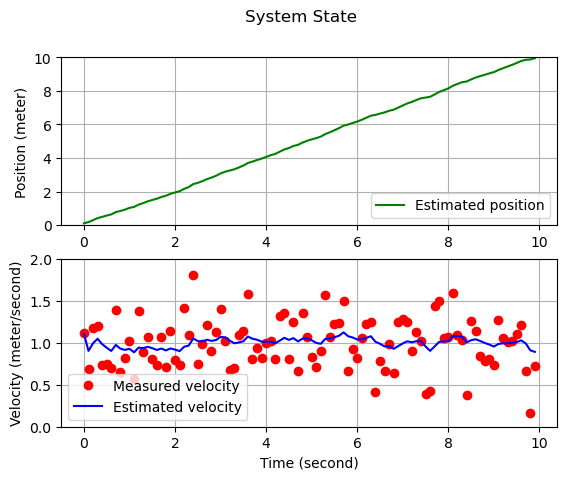 System State
Position (meter)
10
8
6
4
2
0
Estimated position
0 2 4 6 8 10
Velocity (meter/second)
2.0
1.5
1.0
0.5
0.0
Measured velocity
Estimated velocity
0 2 4 6 8 10
Time (second)